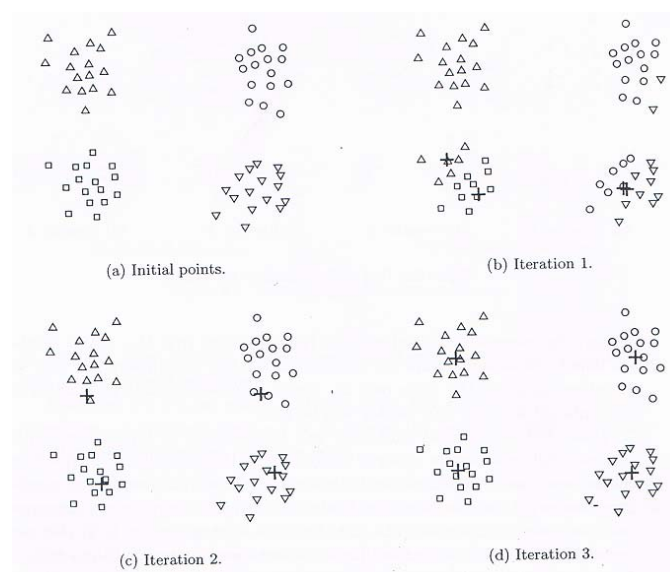 (a) Initial points.
(b) Iteration 1.
(c) Iteration 2.
(d) Iteration 3.